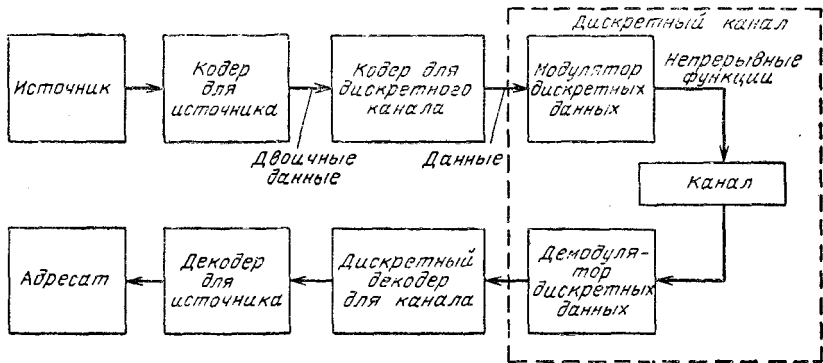 Дискретный канал
Источник
Кодер
для
источника
Кодер для
дискретного
канала
Модулятор
дискретных
данных
Непрерывные
функции
Двоичные
данные
Данные
Канал
Адресат
Декодер
для
источника
Дискретный
декодер
для канала
Демодуля-
тор
дискретных
данных